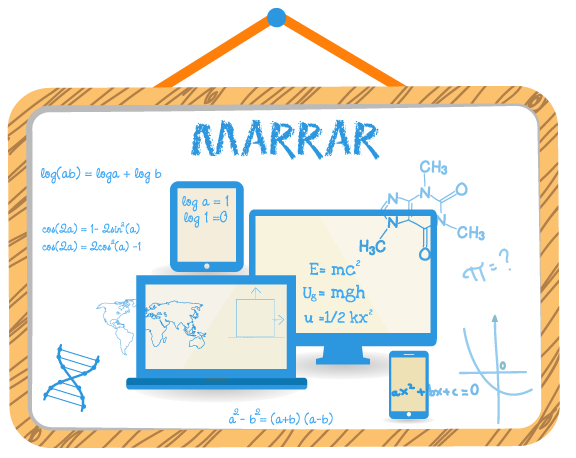 MARRAR
log(ab) = loga + log b
log a = 1
log 1 =0
cos(2a) = 1- 2sin²(a)
cos(2a) = 2cos²(a) -1
CH₃
N
N
O
N
N
CH₃
H₃C
O
π = ?
E= mc²
Ug= mgh
u =1/2 kx²
0
ax² + bx+c = 0
a² - b² = (a+b) (a-b)